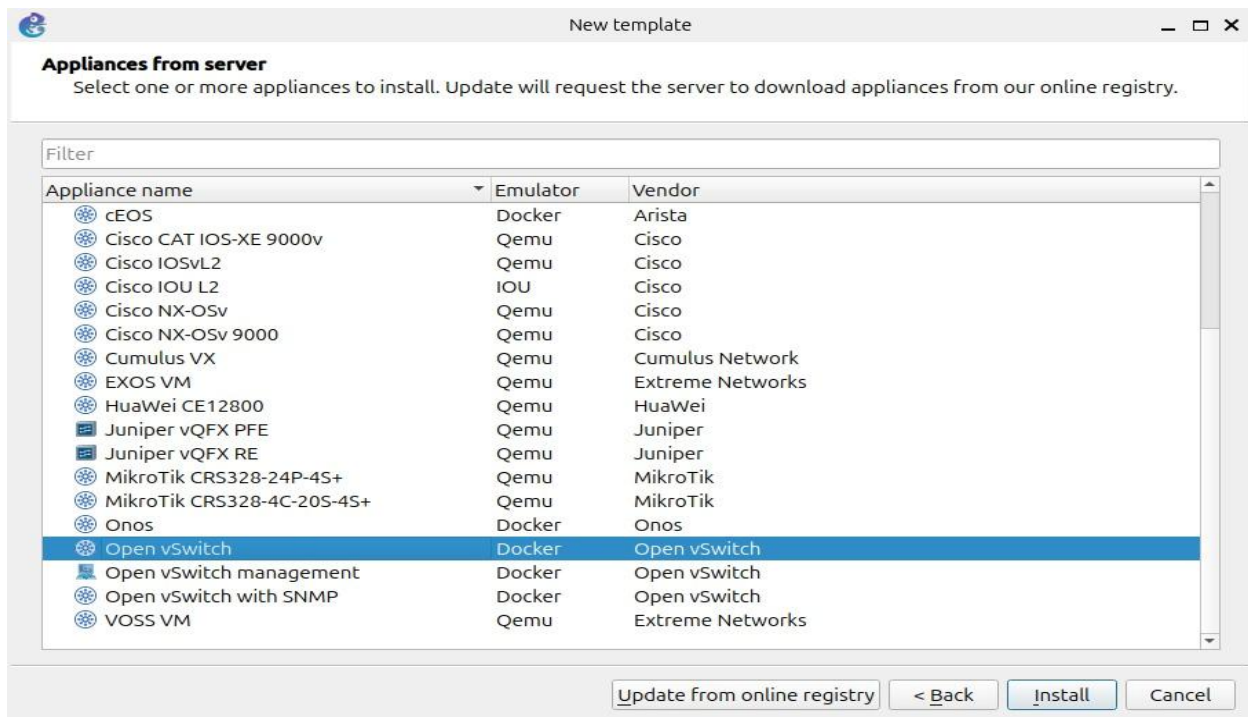 New template
Appliances from server
Select one or more appliances to install. Update will request the server to download appliances from our online registry.
Filter
Appliance name Emulator Vendor
cEOS Docker Arista
Cisco CAT IOS-XE 9000v Qemu Cisco
Cisco IOSvL2 Qemu Cisco
Cisco IOU L2 IOU Cisco
Cisco NX-OSv Qemu Cisco
Cisco NX-OSv 9000 Qemu Cisco
Cumulus VX Qemu Cumulus Network
EXOS VM Qemu Extreme Networks
HuaWei CE12800 Qemu HuaWei
Juniper vQFX PFE Qemu Juniper
Juniper vQFX RE Qemu Juniper
MikroTik CRS328-24P-4S+ Qemu MikroTik
MikroTik CRS328-4C-20S-4S+ Qemu MikroTik
Onos Docker Onos
Open vSwitch Docker Open vSwitch
Open vSwitch management Docker Open vSwitch
Open vSwitch with SNMP Docker Open vSwitch
VOSS VM Qemu Extreme Networks
Update from online registry < Back Install Cancel